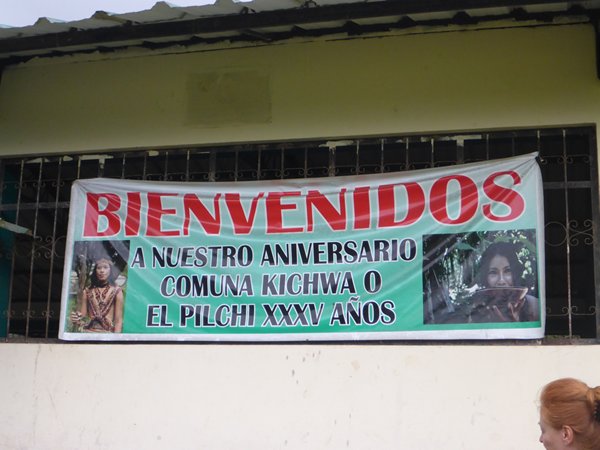 BIENVENIDOS
A NUESTRO ANIVERSARIO
COMUNA KICHWA O
EL PILCHI XXXV AÑOS